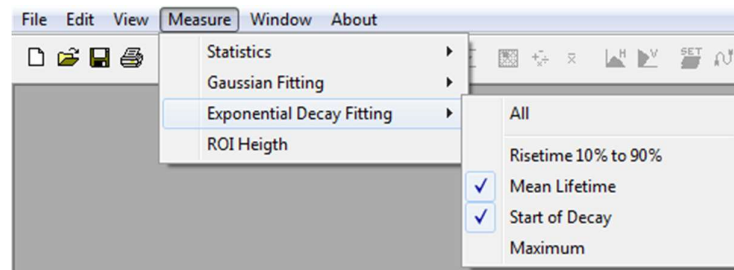 File Edit View Measure Window About
Statistics
SET
Gaussian Fitting
Exponential Decay Fitting
All
ROI Heigth
Risetime 10% to 90%
Mean Lifetime
Start of Decay
Maximum